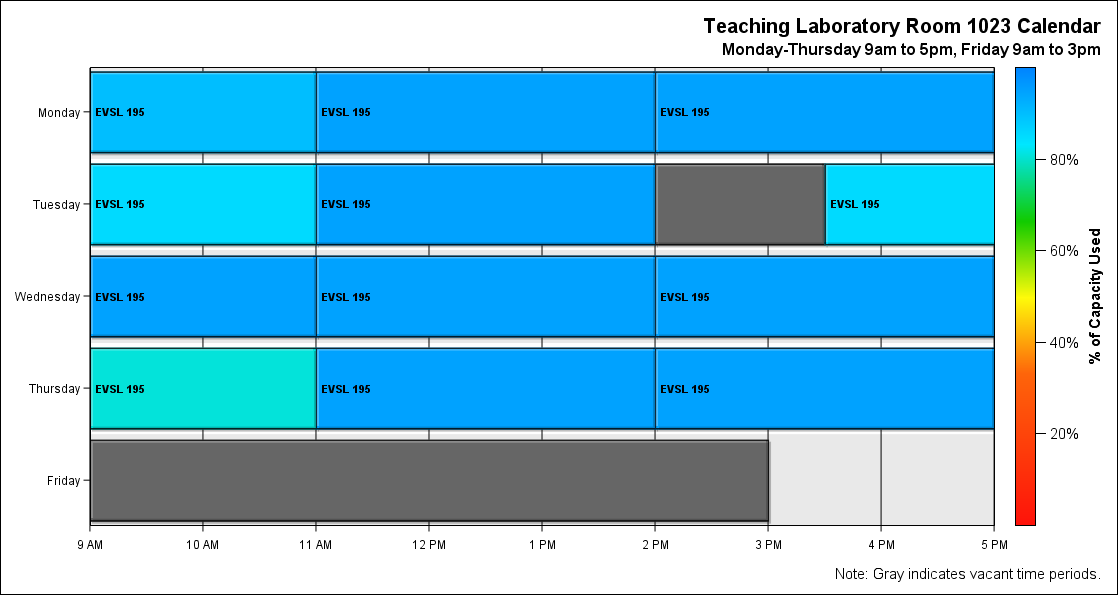 Teaching Laboratory Room 1023 Calendar
Monday-Thursday 9am to 5pm, Friday 9am to 3pm
Monday
EVSL 195 EVSL 195 EVSL 195
80%
Tuesday
EVSL 195 EVSL 195 EVSL 195
60%
% of Capacity Used
Wednesday
EVSL 195 EVSL 195 EVSL 195
40%
Thursday
EVSL 195 EVSL 195 EVSL 195
20%
Friday
9 AM 10 AM 11 AM 12 PM 1 PM 2 PM 3 PM 4 PM 5 PM
Note: Gray indicates vacant time periods.